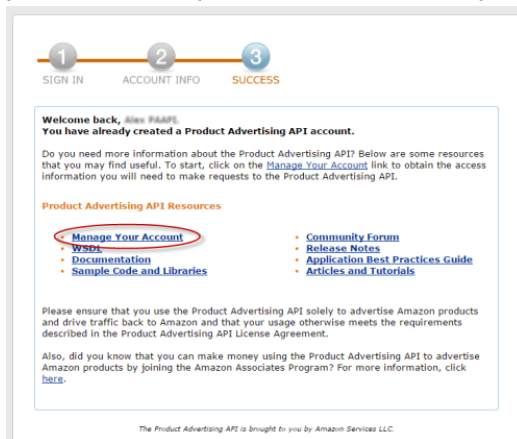 1 2 3
SIGN IN ACCOUNT INFO SUCCESS
Welcome back, Alex PAAPI.
You have already created a Product Advertising API account.
Do you need more information about the Product Advertising API? Below are some resources
that you may find useful. To start, click on the Manage Your Account link to obtain the access
information you will need to make requests to the Product Advertising API.
Product Advertising API Resources
• Manage Your Account
• WSDL
• Documentation
• Sample Code and Libraries
• Community Forum
• Release Notes
• Application Best Practices Guide
• Articles and Tutorials
Please ensure that you use the Product Advertising API solely to advertise Amazon products
and drive traffic back to Amazon and that your usage otherwise meets the requirements
described in the Product Advertising API License Agreement.
Also, did you know that you can make money using the Product Advertising API to advertise
Amazon products by joining the Amazon Associates Program? For more information, click
here.
The Product Advertising API is brought to you by Amazon Services LLC.